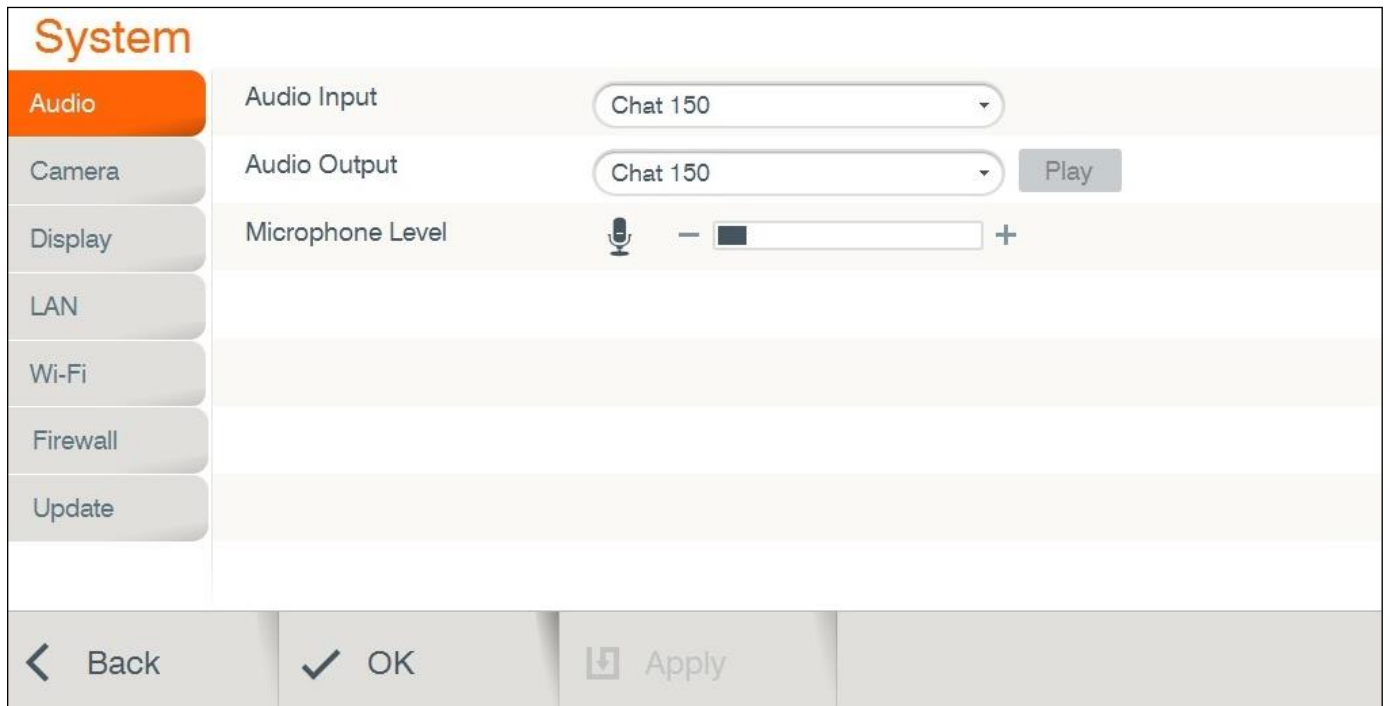 System
Audio
Audio Input
Chat 150
Camera
Audio Output
Chat 150
Play
Display
Microphone Level
LAN
Wi-Fi
Firewall
Update
Back
OK
Apply